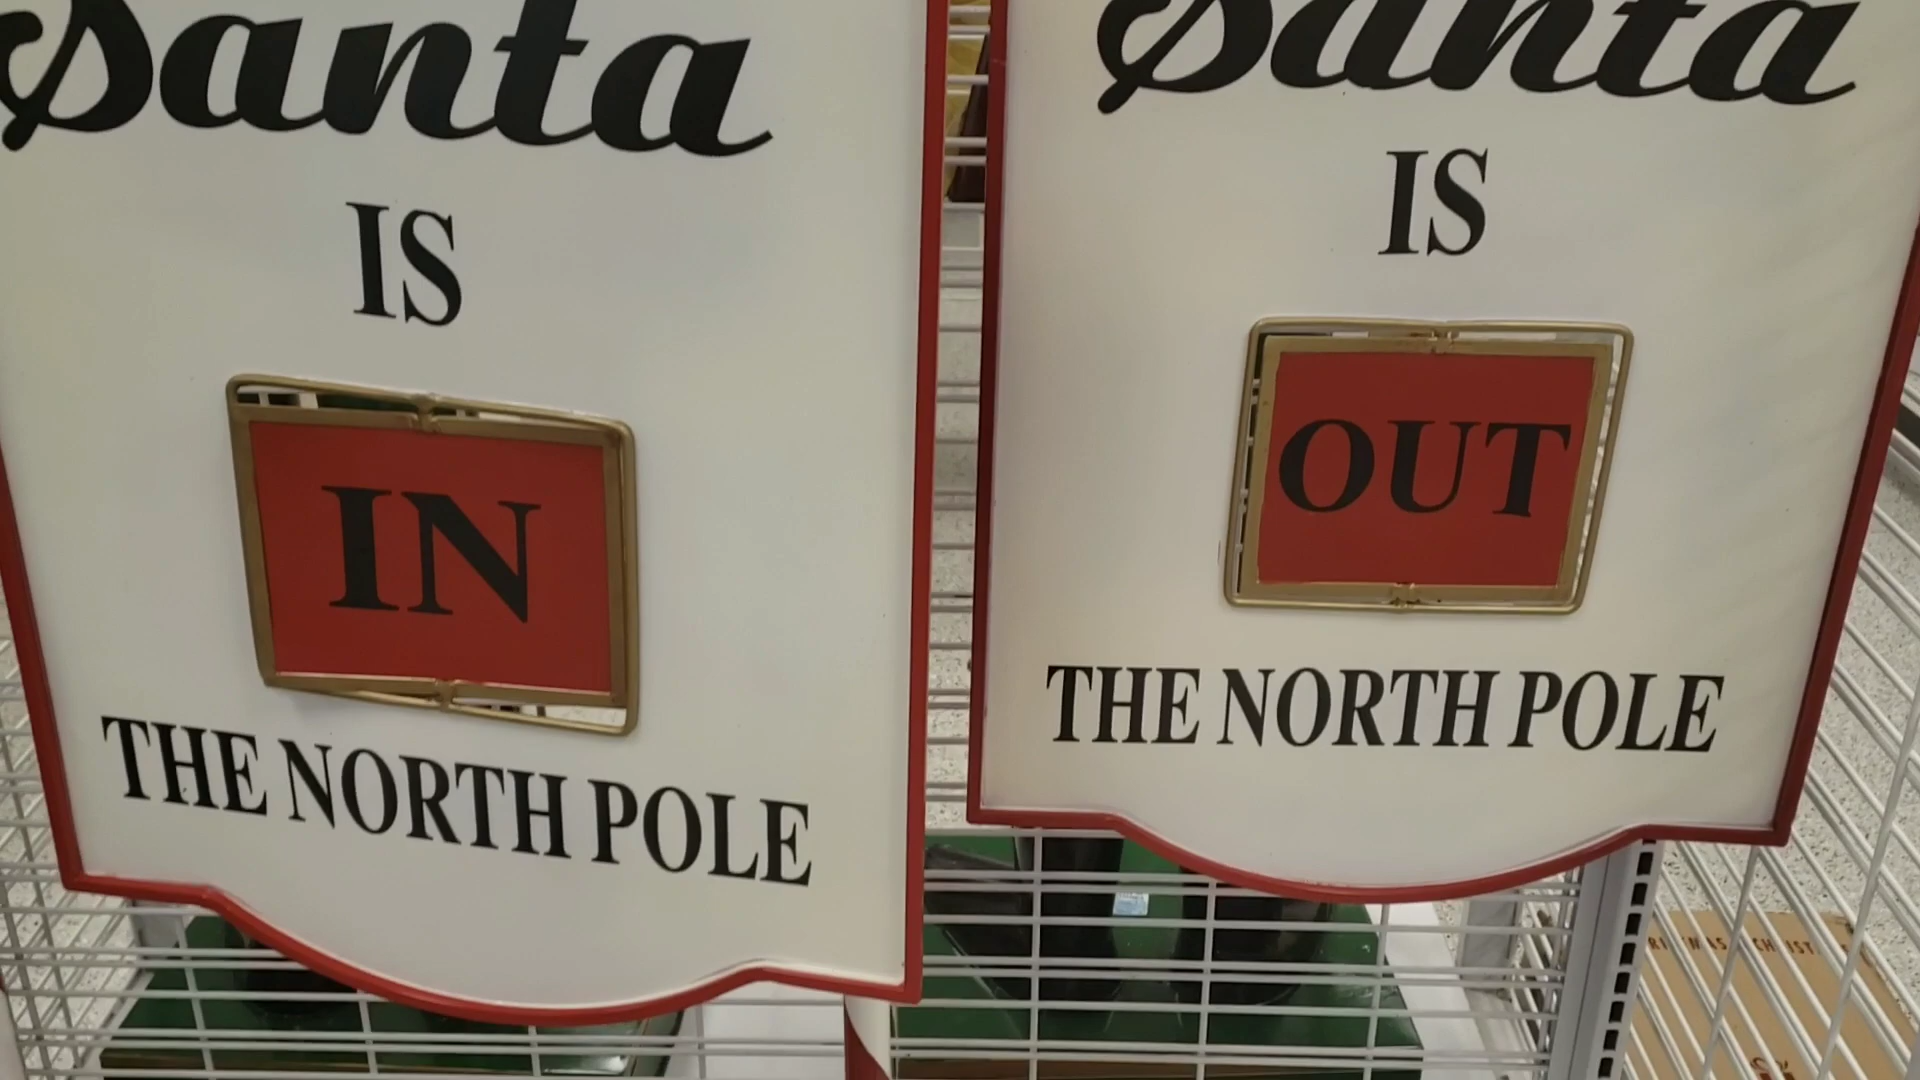 Santa
IS
IN
THE NORTH POLE
Santa
IS
OUT
THE NORTH POLE